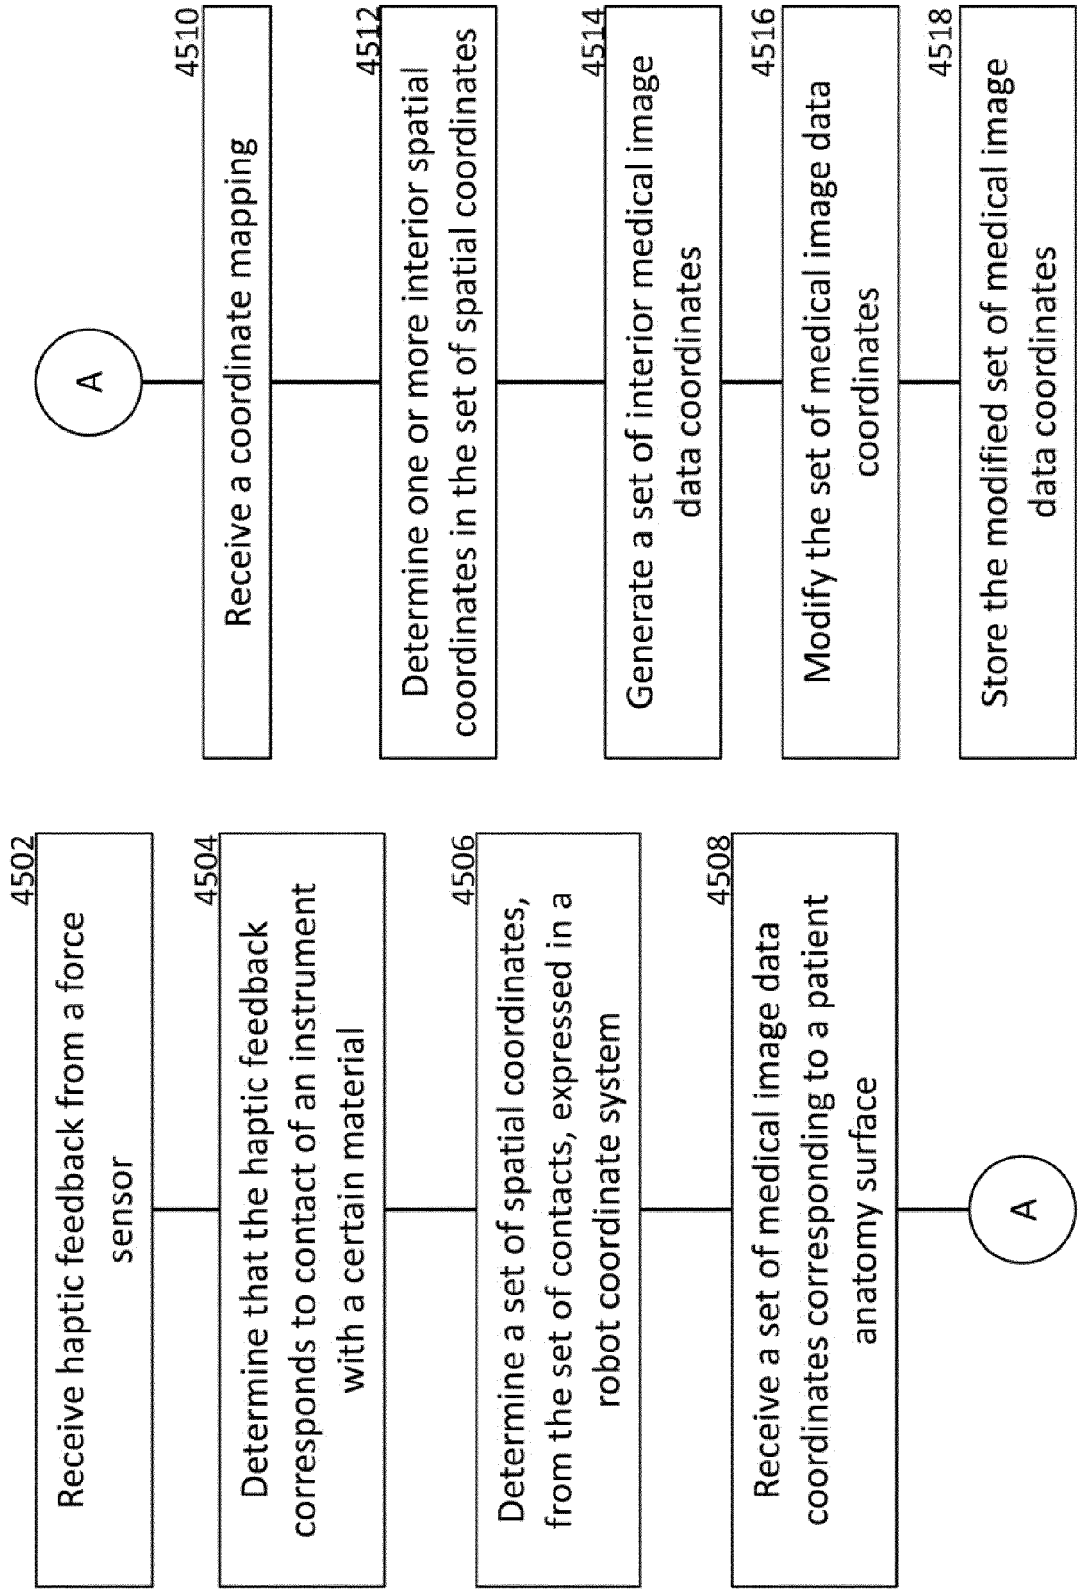 4502
Receive haptic feedback from a force
sensor
4504
Determine that the haptic feedback
corresponds to contact of an instrument
with a certain material
4506
Determine a set of spatial coordinates,
from the set of contacts, expressed in a
robot coordinate system
4508
Receive a set of medical image data
coordinates corresponding to a patient
anatomy surface
A
A
4510
Receive a coordinate mapping
4512
Determine one or more interior spatial
coordinates in the set of spatial coordinates
4514
Generate a set of interior medical image
data coordinates
4516
Modify the set of medical image data
coordinates
4518
Store the modified set of medical image
data coordinates